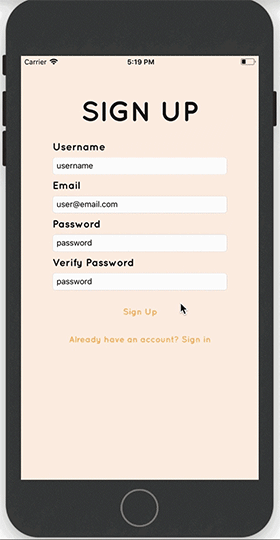 Carrier 5:19 PM
SIGN UP
Username
username
Email
user@email.com
Password
password
Verify Password
password
Sign Up
Already have an account? Sign in